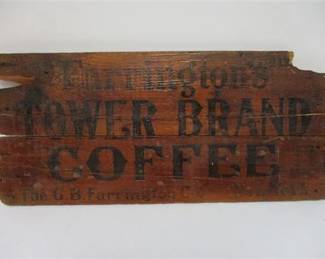 Farrington's
TOWER BRAND
COFFEE
The G.B. Farrington